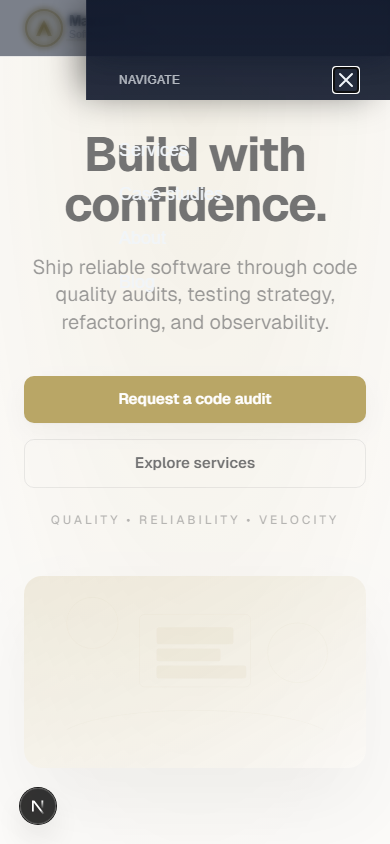 Ma
NAVIGATE
Services
Case studies
Build with
confidence.
Ship reliable software through code
quality audits, testing strategy,
refactoring, and observability.
Request a code audit
Explore services
QUALITY • RELIABILITY • VELOCITY
N